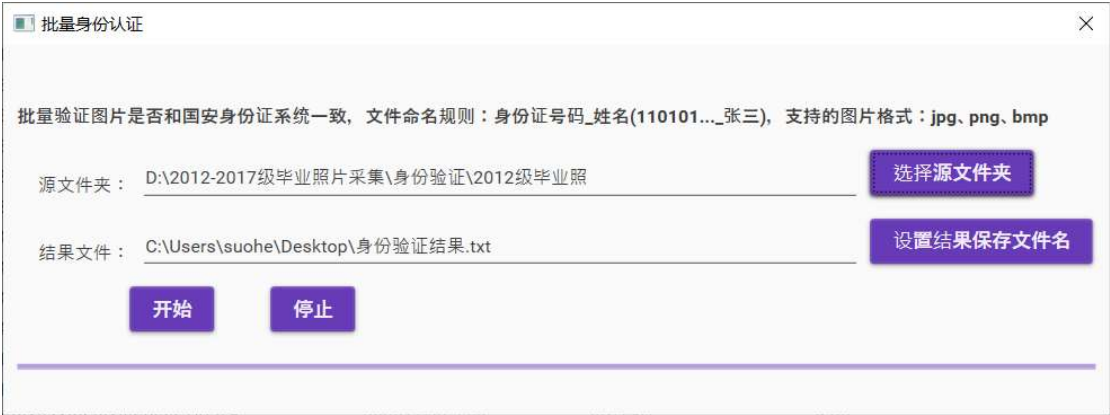 批量身份认证
批量验证图片是否和国安身份证系统一致，文件命名规则：身份证号码_姓名(110101..._张三)，支持的图片格式：jpg、png、bmp
源文件夹： D:\2012-2017级毕业照片采集\身份验证\2012级毕业照 选择源文件夹
结果文件： C:\Users\suohe\Desktop\身份验证结果.txt 设置结果保存文件名
开始 停止